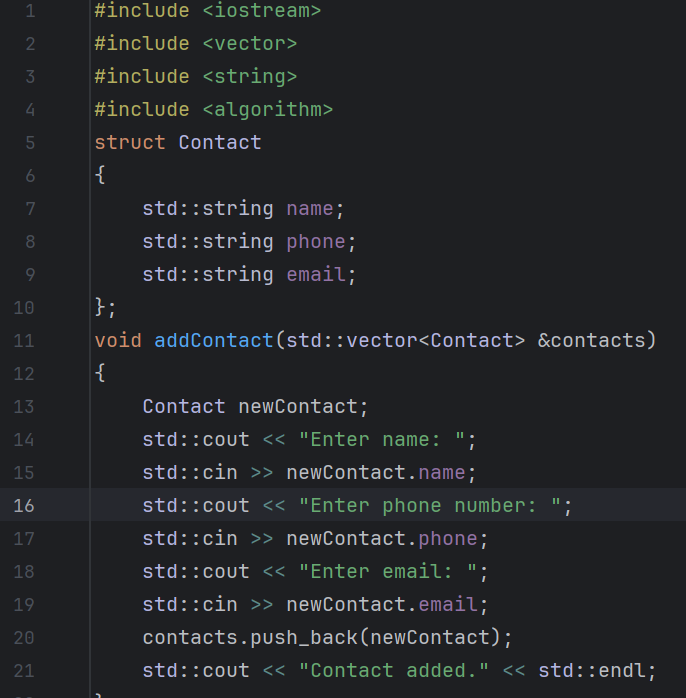 1 #include <iostream>
2 #include <vector>
3 #include <string>
4 #include <algorithm>
5 struct Contact
6 {
7     std::string name;
8     std::string phone;
9     std::string email;
10 };
11 void addContact(std::vector<Contact> &contacts)
12 {
13     Contact newContact;
14     std::cout << "Enter name: ";
15     std::cin >> newContact.name;
16     std::cout << "Enter phone number: ";
17     std::cin >> newContact.phone;
18     std::cout << "Enter email: ";
19     std::cin >> newContact.email;
20     contacts.push_back(newContact);
21     std::cout << "Contact added." << std::endl;